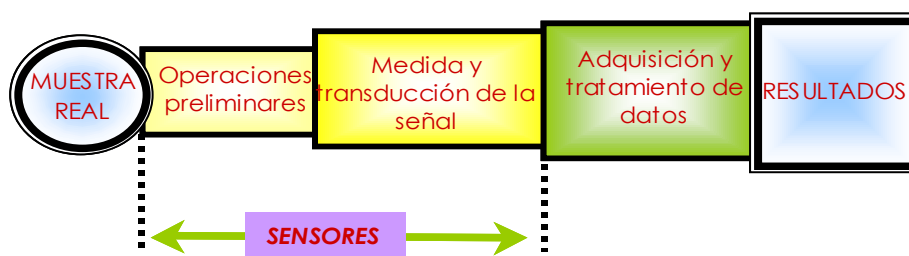 MUESTRA
REAL
Operaciones
preliminares
Medida y
transducción de la
señal
Adquisición y
tratamiento de
datos
RESULTADOS
SENSORES